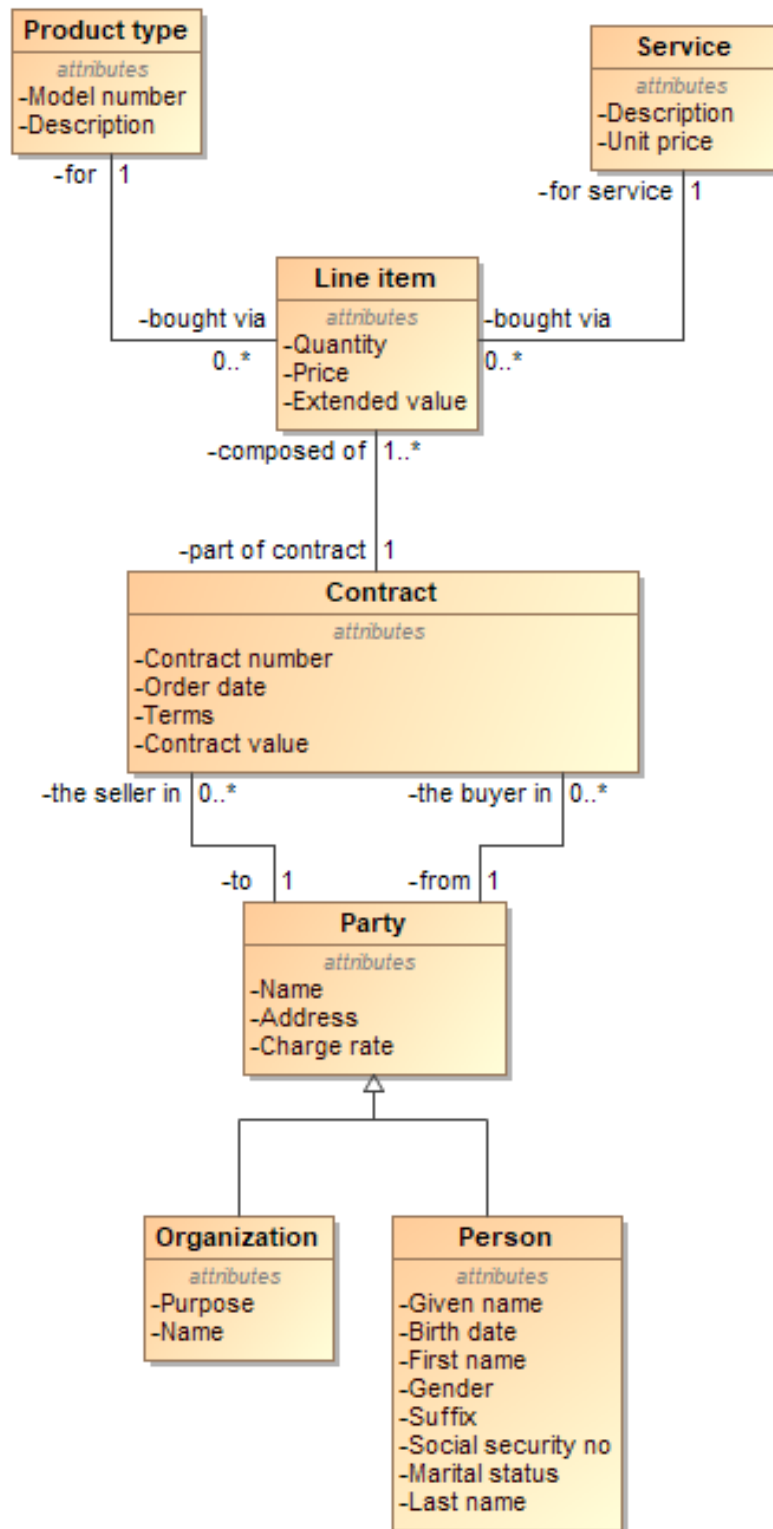 Product type
attributes
-Model number
-Description
-for 1
Service
attributes
-Description
-Unit price
-for service 1
Line item
attributes
-Quantity
-Price
-Extended value
-bought via
0..*
-bought via
0..*
-composed of 1..*
-part of contract 1
Contract
attributes
-Contract number
-Order date
-Terms
-Contract value
-the seller in 0..*
-the buyer in 0..*
-to 1
-from 1
Party
attributes
-Name
-Address
-Charge rate
Organization
attributes
-Purpose
-Name
Person
attributes
-Given name
-Birth date
-First name
-Gender
-Suffix
-Social security no
-Marital status
-Last name